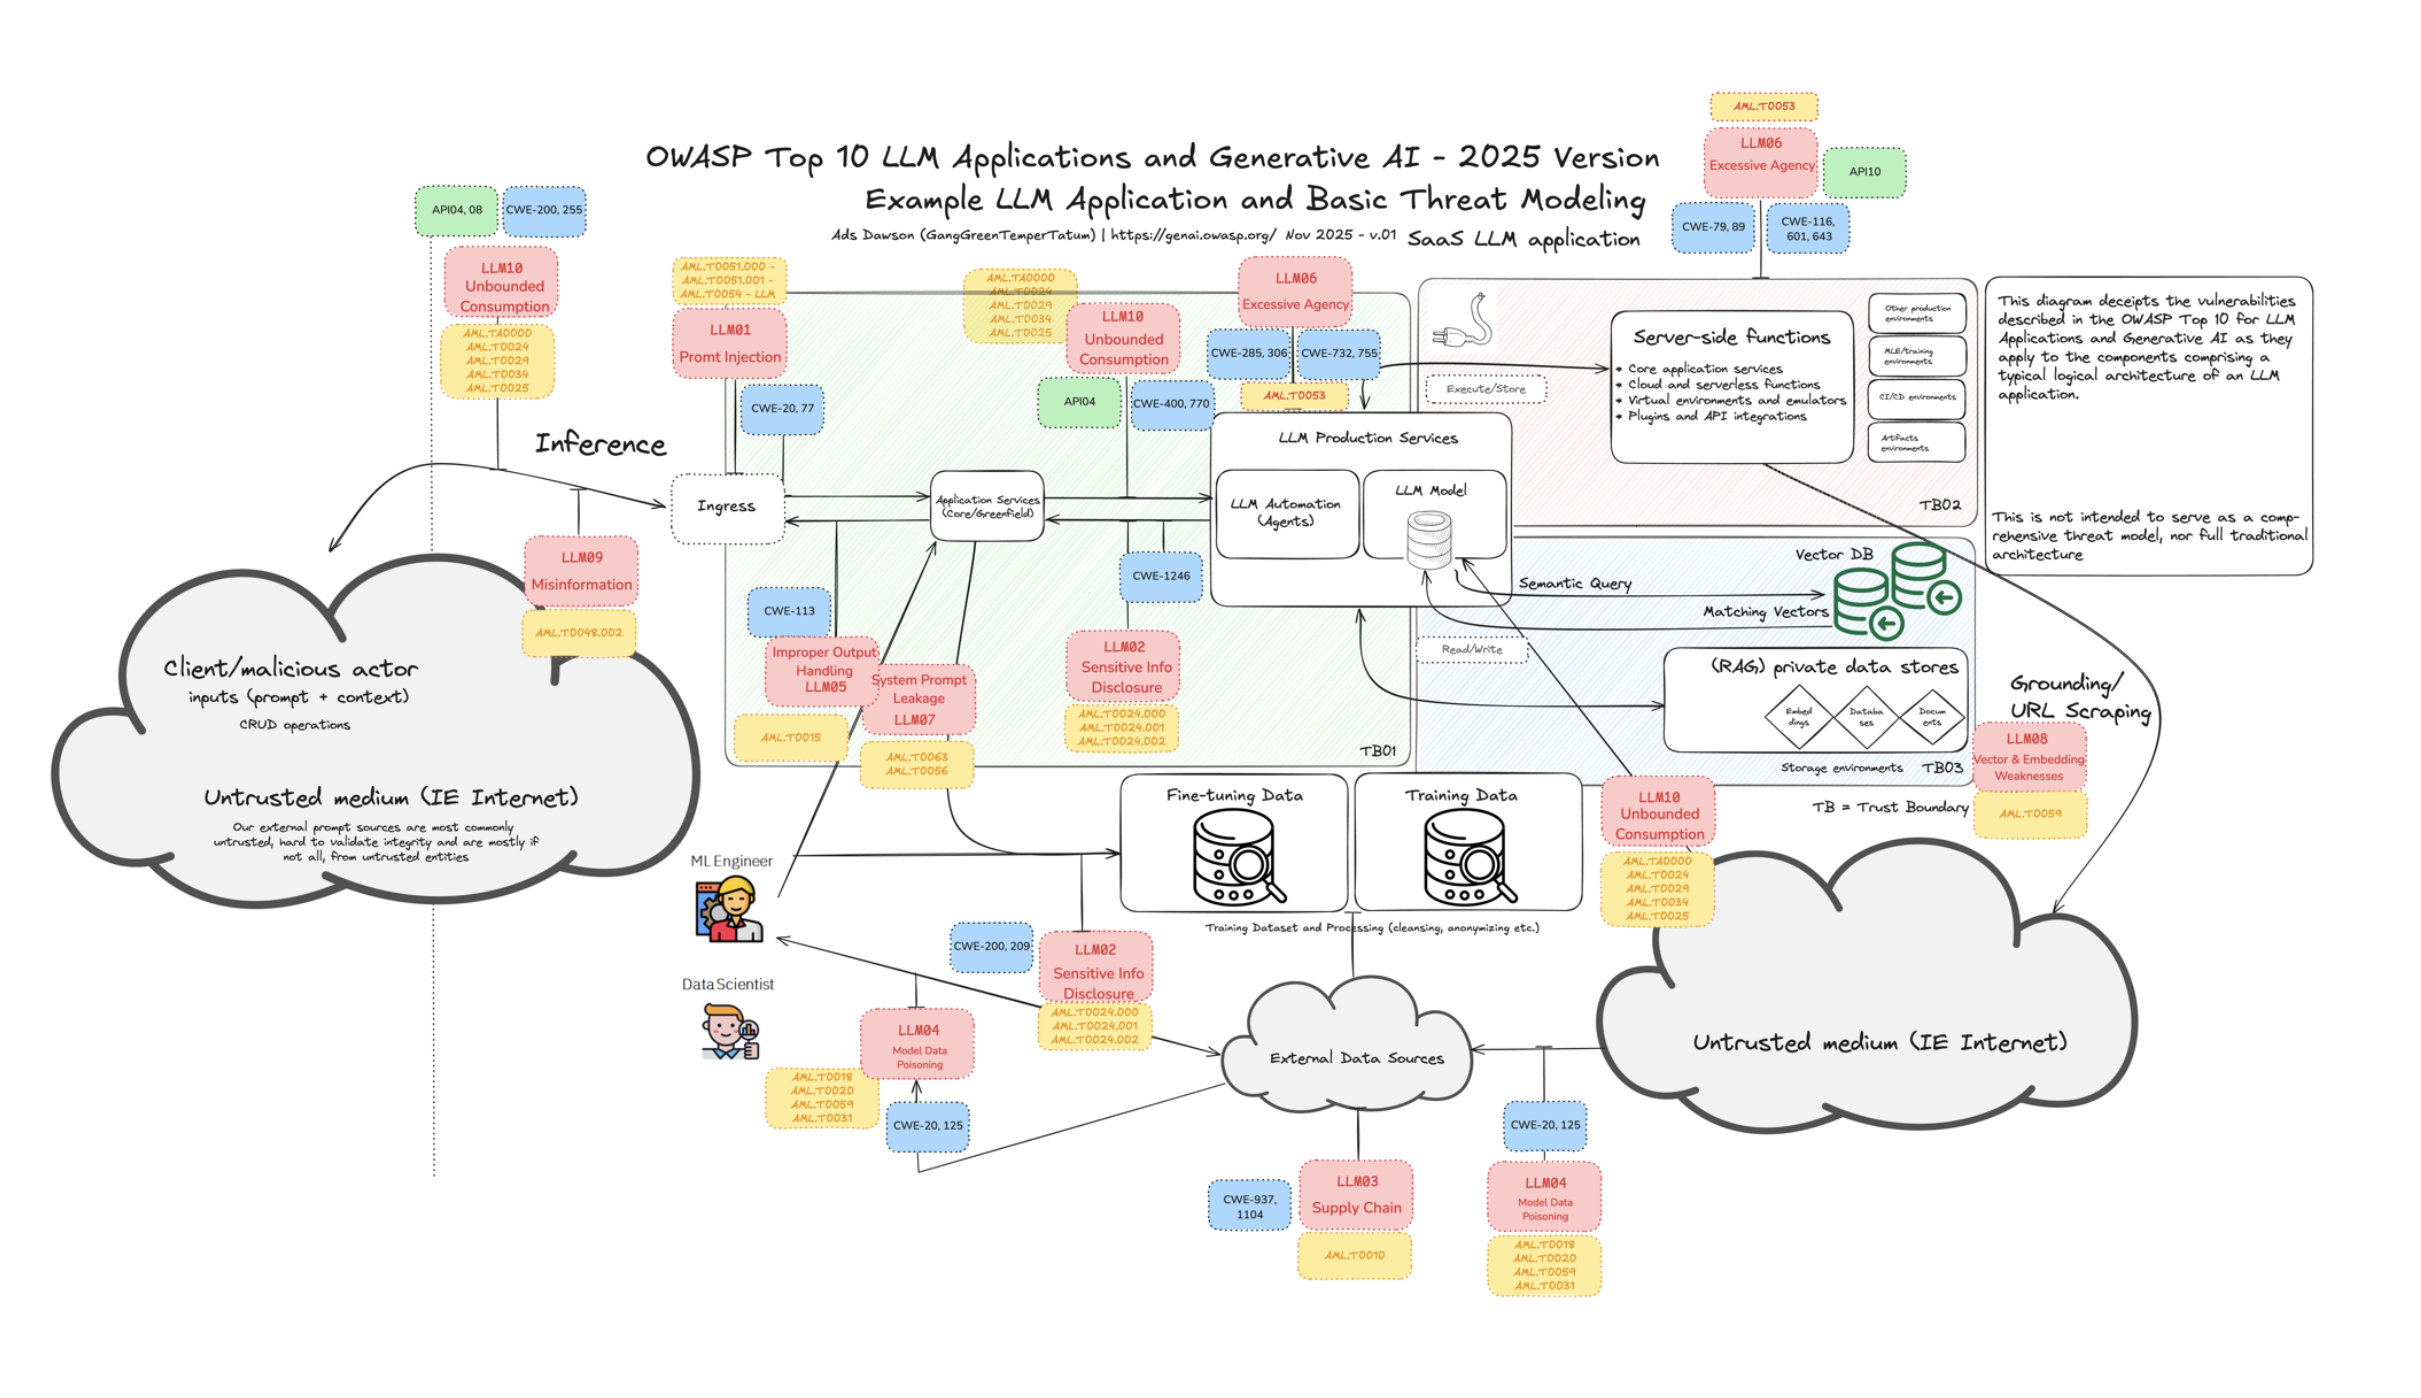 OWASP Top 10 LLM Applications and Generative AI - 2025 Version
Example LLM Application and Basic Threat Modeling
Ads Dawson (GangGreenTemperTatum) | https://genai.owasp.org/ Nov 2025 - v.01
SaaS LLM application
AML.T0053
LLM06
Excessive Agency
API10
CWE-79, 89
CWE-116,
601, 643
API04, 08
CWE-200, 255
LLM10
Unbounded
Consumption
AML.TA0000
AML.T0024
AML.T0029
AML.T0034
AML.T0025
Inference
LLM09
Misinformation
AML.T0048.002
Client/malicious actor
inputs (prompt + context)
CRUD operations
Untrusted medium (IE Internet)
Our external prompt sources are most commonly
untrusted, hard to validate integrity and are mostly if
not all, from untrusted entities
AML.T0051.000 -
AML.T0051.001 -
AML.T0054 - LLM
LLM01
Promt Injection
CWE-20, 77
Ingress
AML.TA0000
AML.T0024
AML.T0029
AML.T0034
AML.T0025
LLM10
Unbounded
Consumption
API04
CWE-400, 770
LLM06
Excessive Agency
CWE-285, 306
CWE-732, 755
AML.T0053
Application Services
(Core/Greenfield)
LLM Production Services
LLM Automation
(Agents)
LLM Model
CWE-1246
CWE-113
Improper Output
Handling
LLM05
AML.T0015
System Prompt
Leakage
LLM07
AML.T0063
AML.T0056
LLM02
Sensitive Info
Disclosure
AML.T0024.000
AML.T0024.001
AML.T0024.002
TB01
Execute/Store
Server-side functions
* Core application services
* Cloud and serverless functions
* Virtual environments and emulators
* Plugins and API integrations
Other production
environments
MLE/training
environments
CI/CD environments
Artifacts
environments
TB02
This diagram deceipts the vulnerabilities
described in the OWASP Top 10 for LLM
Applications and Generative AI as they
apply to the components comprising a
typical logical architecture of an LLM
application.
This is not intended to serve as a comp-
rehensive threat model, nor full traditional
architecture
Vector DB
Semantic Query
Matching Vectors
Read/Write
(RAG) private data stores
Embed
dings
Databa
ses
Docum
ents
Storage environments
TB03
TB = Trust Boundary
Grounding/
URL Scraping
LLM08
Vector & Embedding
Weaknesses
AML.T0059
Fine-tuning Data
Training Data
Training Dataset and Processing (cleansing, anonymizing etc.)
LLM10
Unbounded
Consumption
AML.TA0000
AML.T0024
AML.T0029
AML.T0034
AML.T0025
ML Engineer
Data Scientist
CWE-200, 209
LLM02
Sensitive Info
Disclosure
AML.T0024.000
AML.T0024.001
AML.T0024.002
LLM04
Model Data
Poisoning
AML.T0018
AML.T0020
AML.T0059
AML.T0031
CWE-20, 125
External Data Sources
Untrusted medium (IE Internet)
CWE-937,
1104
LLM03
Supply Chain
AML.T0010
CWE-20, 125
LLM04
Model Data
Poisoning
AML.T0018
AML.T0020
AML.T0059
AML.T0031